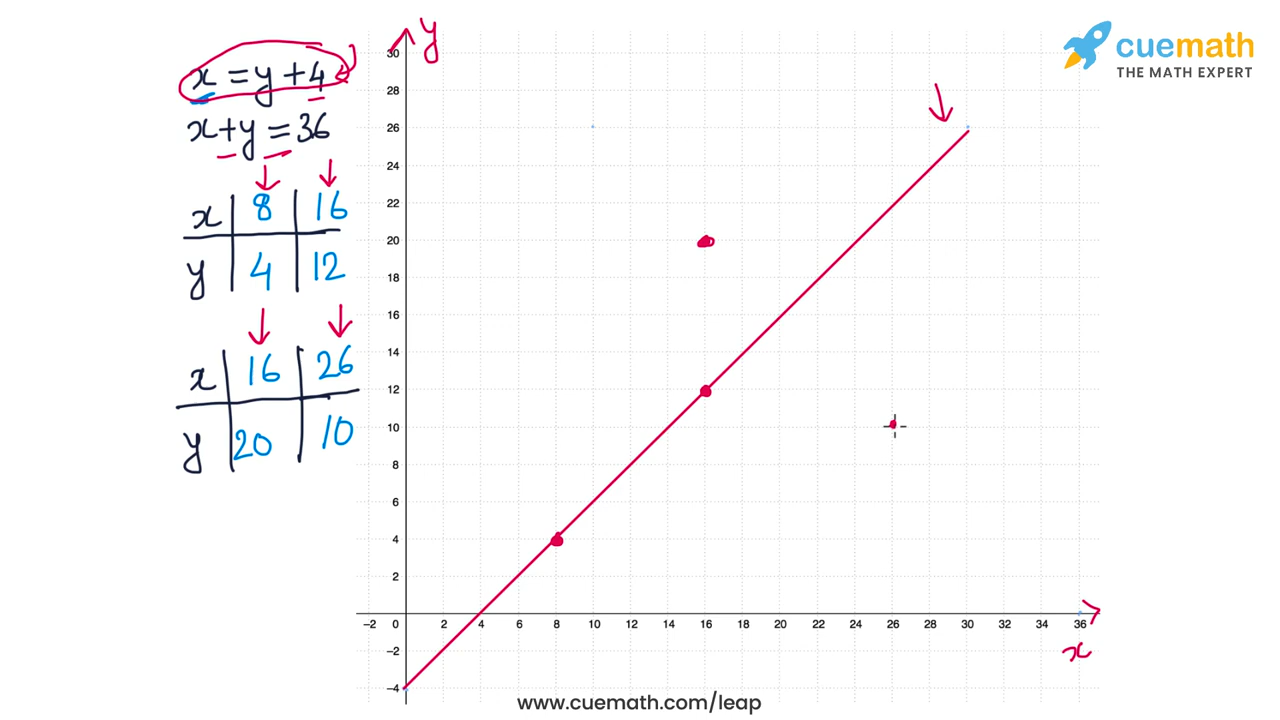 x = y + 4
x + y = 36
x 8 16
y 4 12
x 16 26
y 20 10
y
30
28
26
24
22
20
18
16
14
12
10
8
6
4
2
−2 0 2 4 6 8 10 12 14 16 18 20 22 24 26 28 30 32 34 36
x
−2
−4
cuemath
THE MATH EXPERT
www.cuemath.com/leap